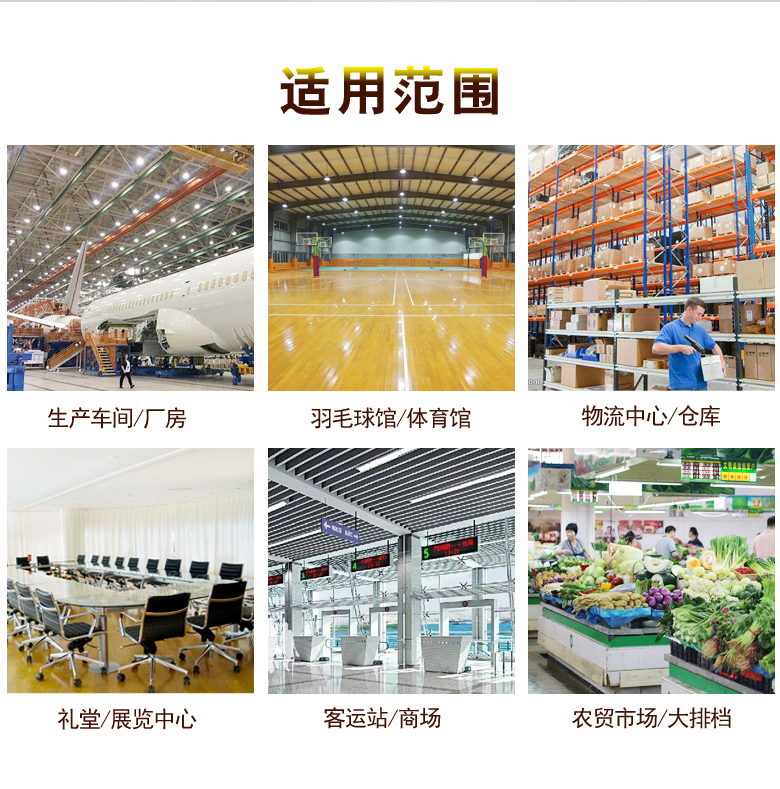 适用范围
生产车间/厂房
羽毛球馆/体育馆
物流中心/仓库
4
5
礼堂/展览中心
客运站/商场
农贸市场/大排档